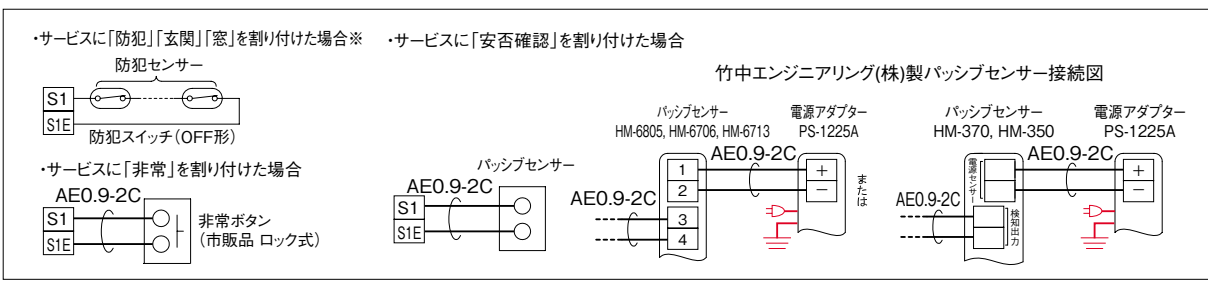 ・サービスに「防犯」「玄関」「窓」を割り付けた場合※
防犯センサー
S1
S1E
防犯スイッチ（OFF形）
・サービスに「非常」を割り付けた場合
AE0.9-2C
S1
S1E
非常ボタン
（市販品 ロック式）
・サービスに「安否確認」を割り付けた場合
パッシブセンサー
AE0.9-2C
S1
S1E
竹中エンジニアリング(株)製パッシブセンサー接続図
パッシブセンサー
HM-6805, HM-6706, HM-6713
電源アダプター
PS-1225A
AE0.9-2C
1
2
+
−
AE0.9-2C
3
4
または
パッシブセンサー
HM-370, HM-350
電源アダプター
PS-1225A
AE0.9-2C
電源センサー
+
−
AE0.9-2C
検知出力